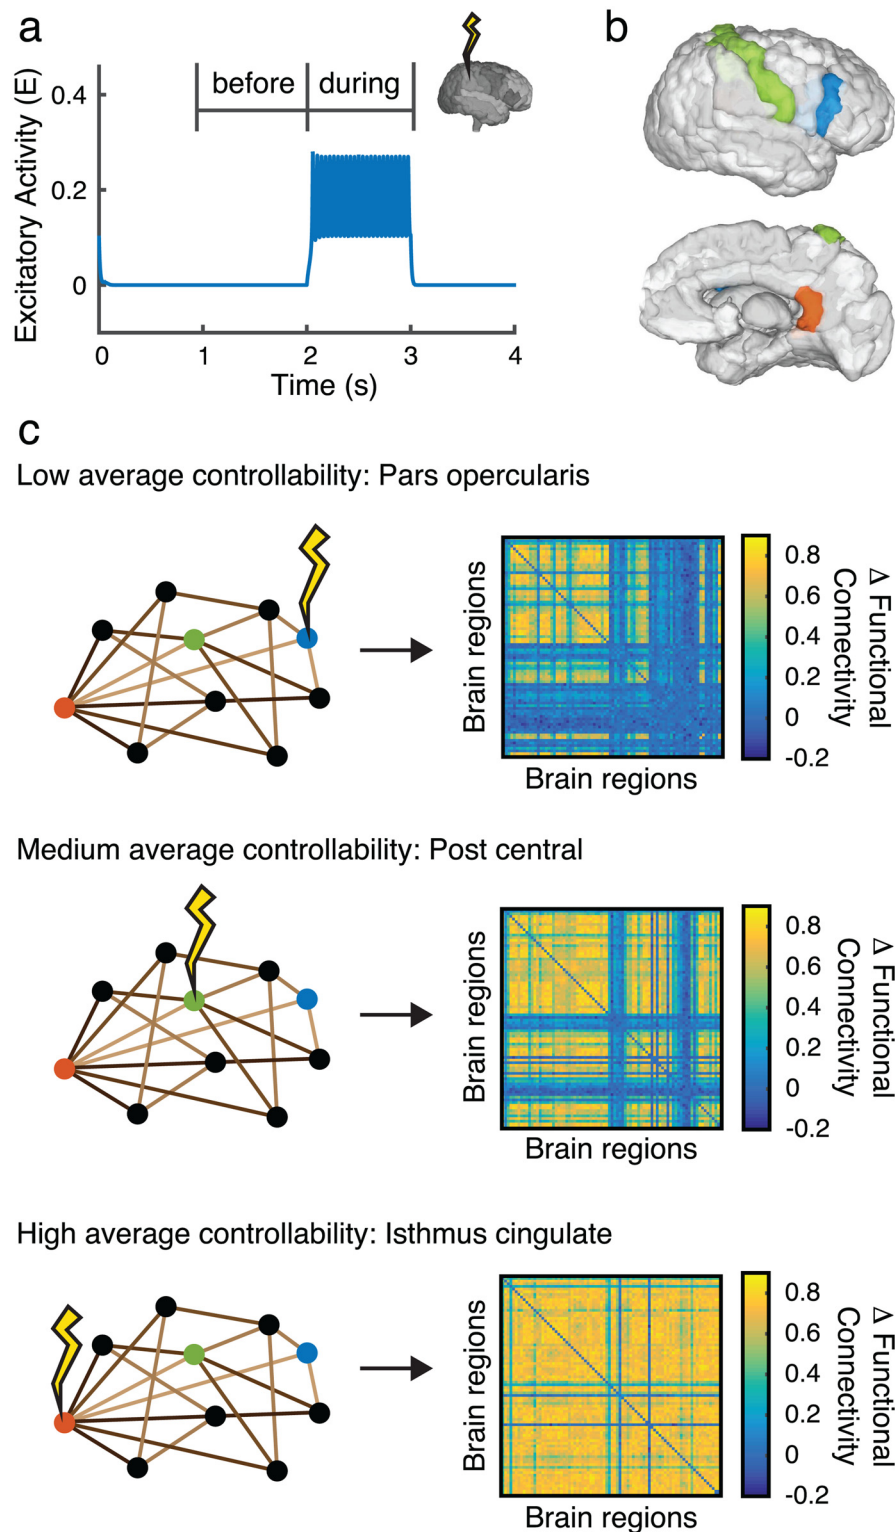 a
b
before
during
0.4
0.2
0
Excitatory Activity (E)
0
1
2
3
4
Time (s)
c
Low average controllability: Pars opercularis
Brain regions
Brain regions
0.8
0.6
0.4
0.2
0
-0.2
Δ Functional
Connectivity
Medium average controllability: Post central
Brain regions
Brain regions
0.8
0.6
0.4
0.2
0
-0.2
Δ Functional
Connectivity
High average controllability: Isthmus cingulate
Brain regions
Brain regions
0.8
0.6
0.4
0.2
0
-0.2
Δ Functional
Connectivity